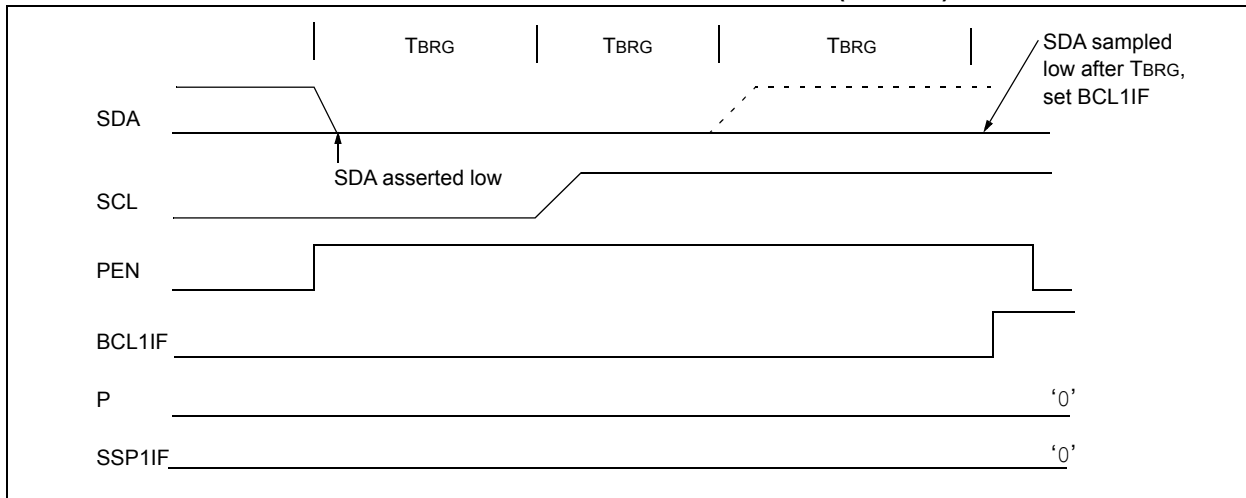 TBRG TBRG TBRG
SDA sampled
low after TBRG,
set BCL1IF
SDA
SDA asserted low
SCL
PEN
BCL1IF
P ‘0’
SSP1IF ‘0’